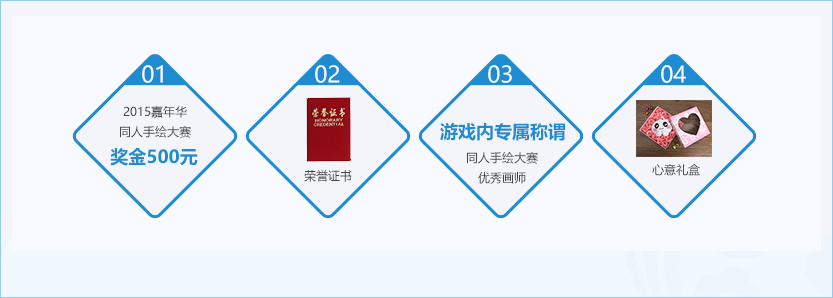 01
2015嘉年华
同人手绘大赛
奖金500元
02
荣誉证书
HONORARY
CREDENTIAL
荣誉证书
03
游戏内专属称谓
同人手绘大赛
优秀画师
04
心意礼盒